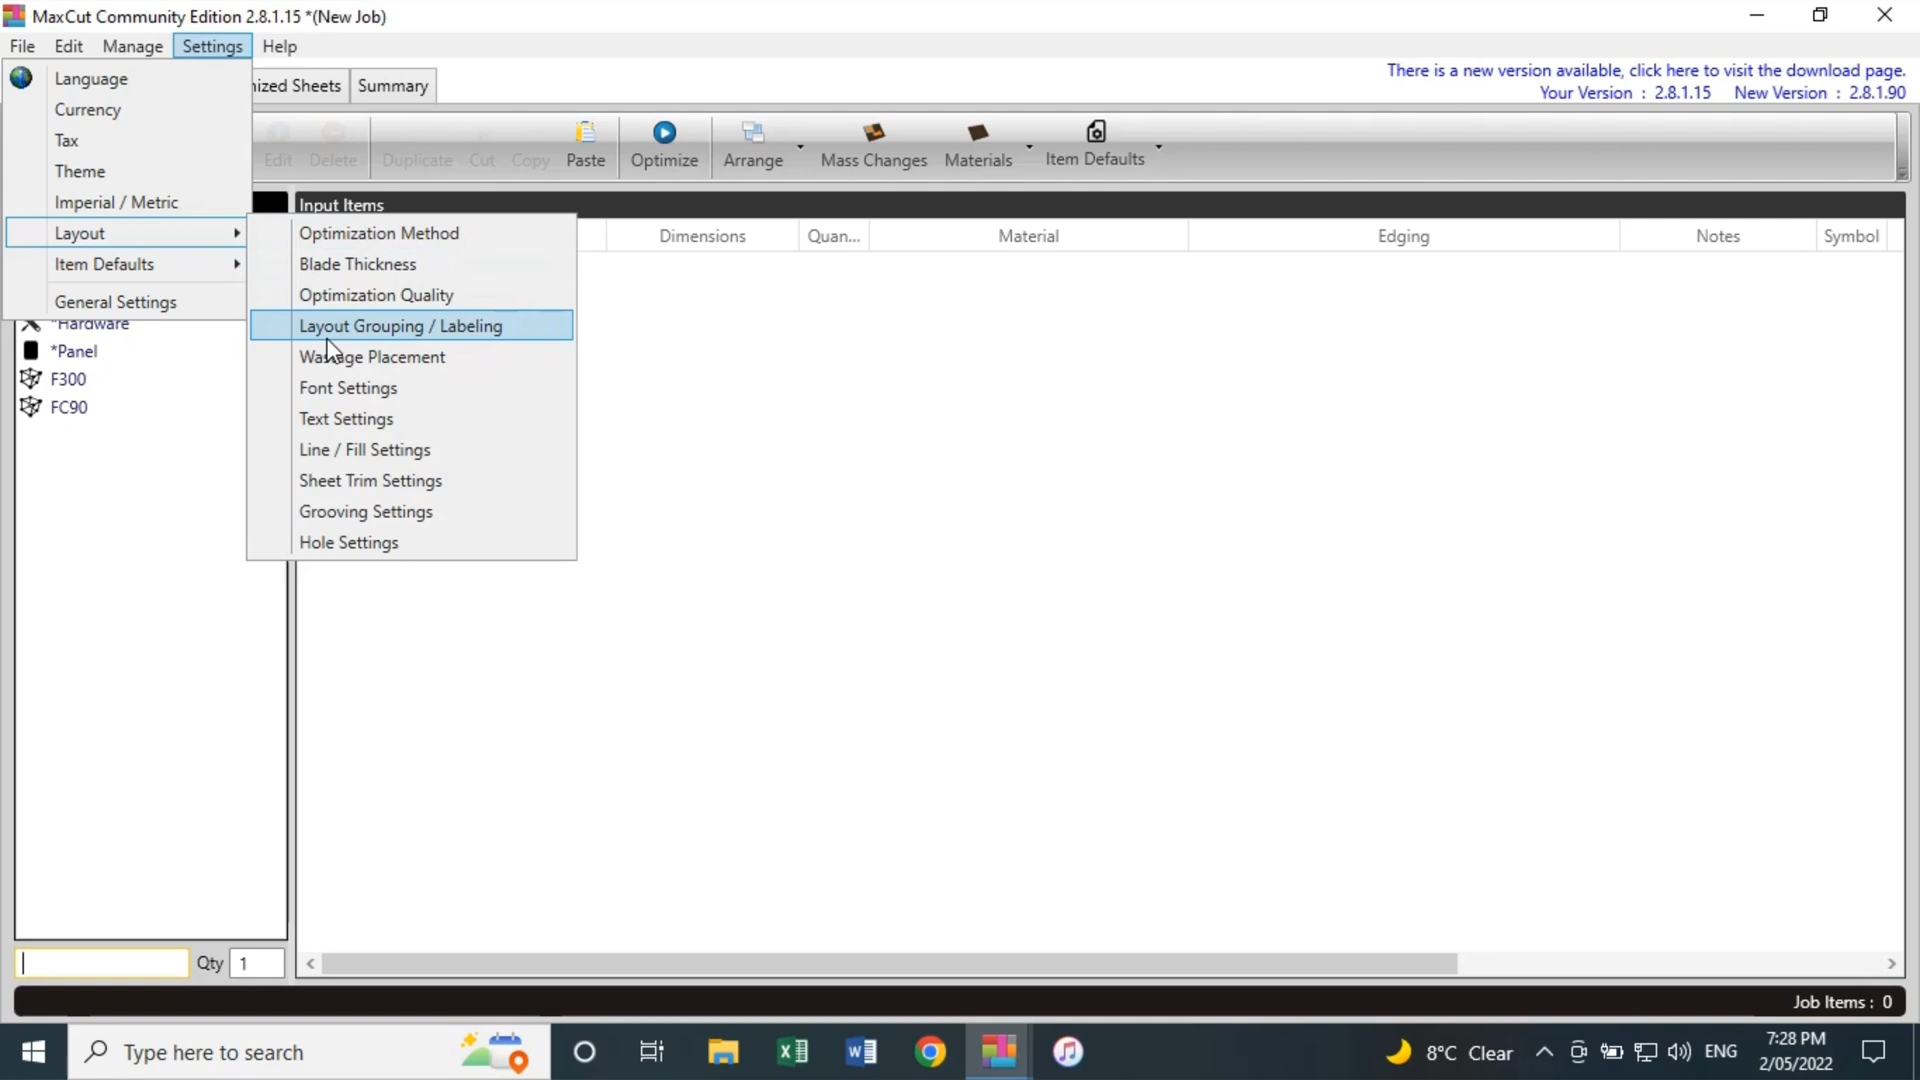 MaxCut Community Edition 2.8.1.15 *(New Job)
File Edit Manage Settings Help
Language
Currency
Tax
Theme
Imperial / Metric
Layout
Item Defaults
General Settings
ized Sheets Summary
There is a new version available, click here to visit the download page.
Your Version : 2.8.1.15 New Version : 2.8.1.90
Edit Delete Duplicate Cut Copy Paste Optimize Arrange Mass Changes Materials Item Defaults
Input Items
Dimensions Quan... Material Edging Notes Symbol
Optimization Method
Blade Thickness
Optimization Quality
Layout Grouping / Labeling
Wastage Placement
Font Settings
Text Settings
Line / Fill Settings
Sheet Trim Settings
Grooving Settings
Hole Settings
*Hardware
*Panel
F300
FC90
Qty 1
Job Items : 0
Type here to search
8°C Clear
ENG
7:28 PM
2/05/2022